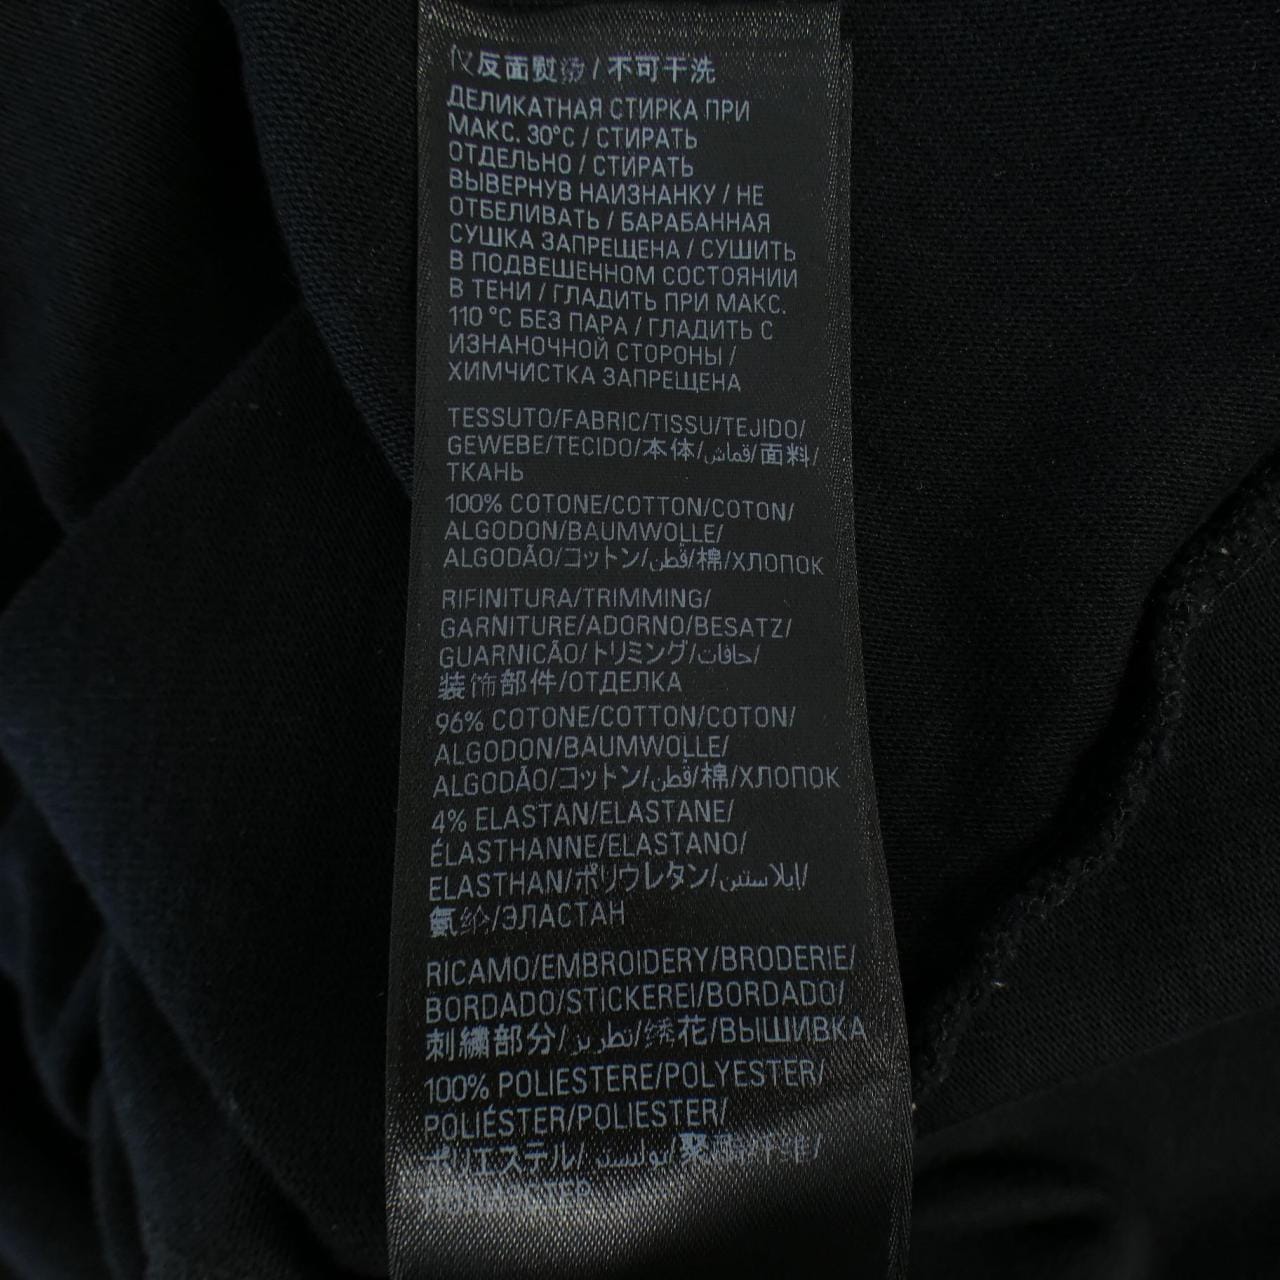 仅反面熨烫/不可干洗
ДЕЛИКАТНАЯ СТИРКА ПРИ
МАКС. 30°C / СТИРАТЬ
ОТДЕЛЬНО / СТИРАТЬ
ВЫВЕРНУВ НАИЗНАНКУ / НЕ
ОТБЕЛИВАТЬ / БАРАБАННАЯ
СУШКА ЗАПРЕЩЕНА / СУШИТЬ
В ПОДВЕШЕННОМ СОСТОЯНИИ
В ТЕНИ / ГЛАДИТЬ ПРИ МАКС.
110 °C БЕЗ ПАРА / ГЛАДИТЬ С
ИЗНАНОЧНОЙ СТОРОНЫ /
ХИМЧИСТКА ЗАПРЕЩЕНА
TESSUTO/FABRIC/TISSU/TEJIDO/
GEWEBE/TECIDO/本体/قماش/面料/
ТКАНЬ
100% COTONE/COTTON/COTON/
ALGODON/BAUMWOLLE/
ALGODÃO/コットン/قطن/棉/ХЛОПОК
RIFINITURA/TRIMMING/
GARNITURE/ADORNO/BESATZ/
GUARNICÃO/トリミング/حافات/
装饰部件/ОТДЕЛКА
96% COTONE/COTTON/COTON/
ALGODON/BAUMWOLLE/
ALGODÃO/コットン/قطن/棉/ХЛОПОК
4% ELASTAN/ELASTANE/
ÉLASTHANNE/ELASTANO/
ELASTHAN/ポリウレタン/ايلاستين/
氨纶/ЭЛАСТАН
RICAMO/EMBROIDERY/BRODERIE/
BORDADO/STICKEREI/BORDADO/
刺繍部分/تطريز/绣花/ВЫШИВКА
100% POLIESTERE/POLYESTER/
POLIÉSTER/POLIESTER/
ポリエステル/بوليستر/聚酯纤维/